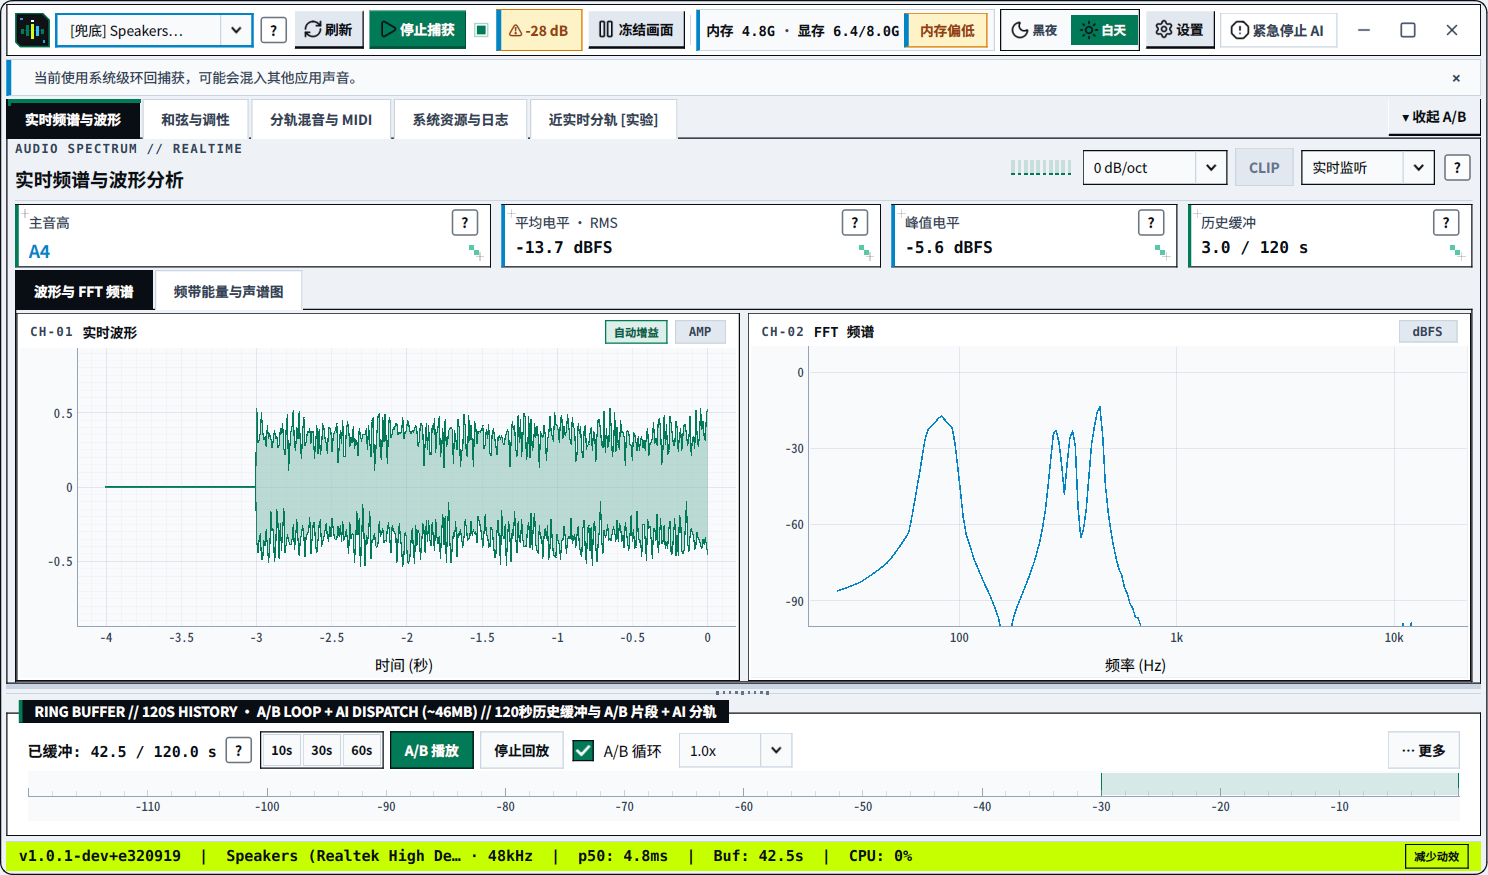 [兜底] Speakers...
?
刷新
停止捕获
-28 dB
冻结画面
内存 4.8G · 显存 6.4/8.0G
内存偏低
黑夜
白天
设置
紧急停止 AI
当前使用系统级环回捕获，可能会混入其他应用声音。
×
实时频谱与波形
和弦与调性
分轨混音与 MIDI
系统资源与日志
近实时分轨 [实验]
▾ 收起 A/B
AUDIO SPECTRUM // REALTIME
实时频谱与波形分析
0 dB/oct
CLIP
实时监听
?
主音高
?
A4
平均电平 · RMS
?
-13.7 dBFS
峰值电平
?
-5.6 dBFS
历史缓冲
?
3.0 / 120 s
波形与 FFT 频谱
频带能量与声谱图
CH-01 实时波形
自动增益
AMP
0.5
0
-0.5
-4
-3.5
-3
-2.5
-2
-1.5
-1
-0.5
0
时间 (秒)
CH-02 FFT 频谱
dBFS
0
-30
-60
-90
100
1k
10k
频率 (Hz)
RING BUFFER // 120S HISTORY · A/B LOOP + AI DISPATCH (~46MB) // 120秒历史缓冲与 A/B 片段 + AI 分轨
已缓冲: 42.5 / 120.0 s
?
10s
30s
60s
A/B 播放
停止回放
A/B 循环
1.0x
··· 更多
-110
-100
-90
-80
-70
-60
-50
-40
-30
-20
-10
v1.0.1-dev+e320919 | Speakers (Realtek High De… · 48kHz | p50: 4.8ms | Buf: 42.5s | CPU: 0%
减少动效